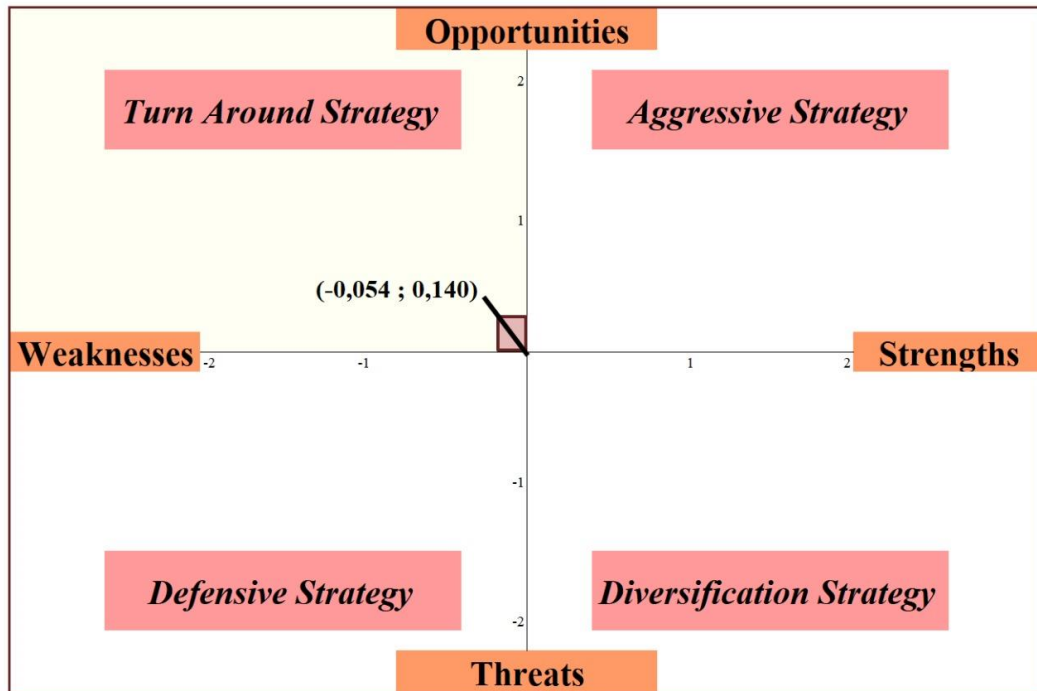 Opportunities
2
Turn Around Strategy
Aggressive Strategy
1
(-0,054 ; 0,140)
Weaknesses
-2
-1
1
2
Strengths
-1
Defensive Strategy
Diversification Strategy
-2
Threats